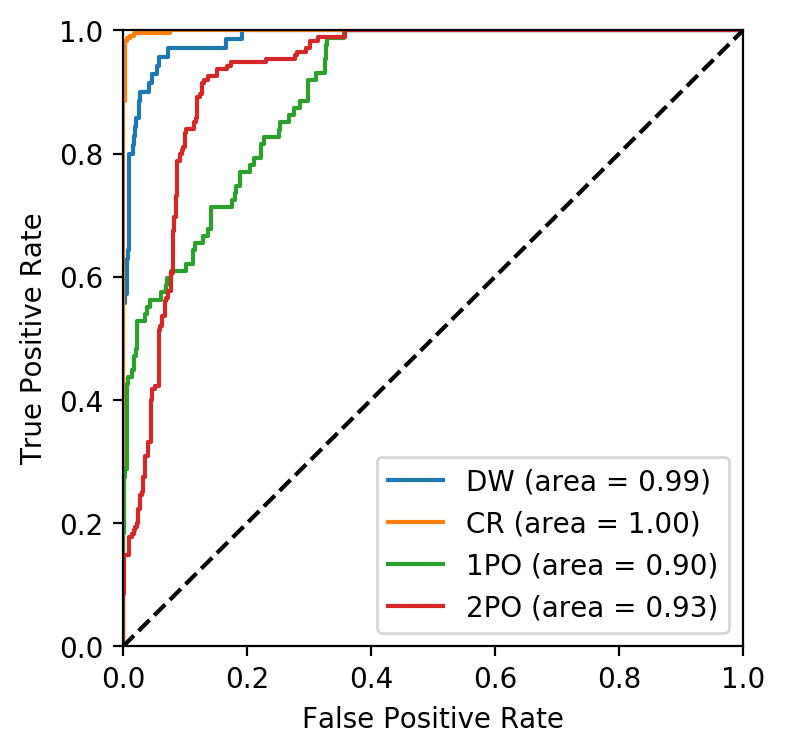 1.0
0.8
0.6
0.4
0.2
0.0
True Positive Rate
DW (area = 0.99)
CR (area = 1.00)
1PO (area = 0.90)
2PO (area = 0.93)
0.0 0.2 0.4 0.6 0.8 1.0
False Positive Rate